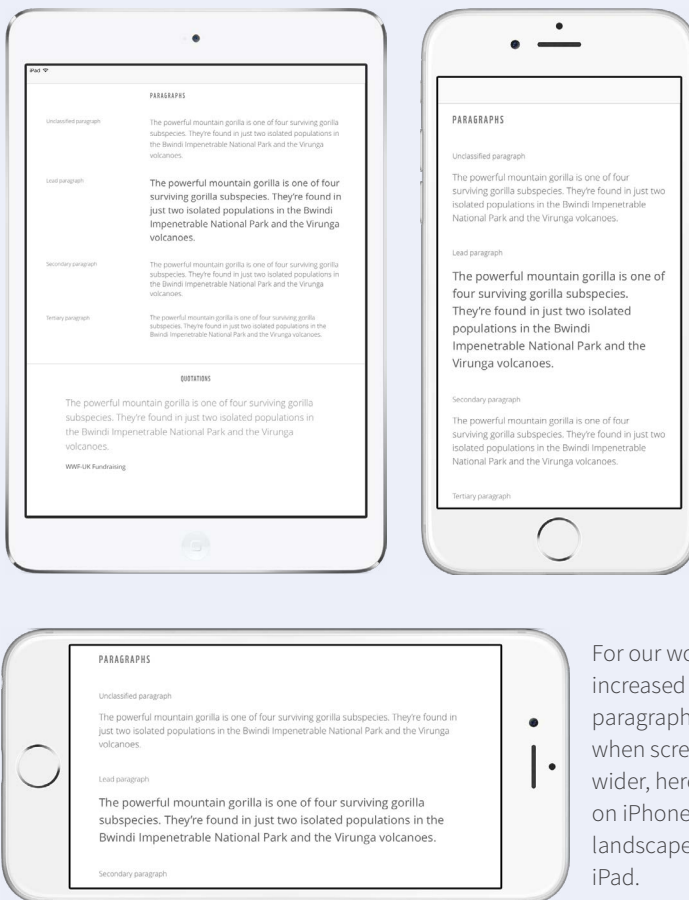 iPad
PARAGRAPHS
Unclassified paragraph
The powerful mountain gorilla is one of four surviving gorilla
subspecies. They're found in just two isolated populations in
the Bwindi Impenetrable National Park and the Virunga
volcanoes.
Lead paragraph
The powerful mountain gorilla is one of four
surviving gorilla subspecies. They're found in
just two isolated populations in the Bwindi
Impenetrable National Park and the Virunga
volcanoes.
Secondary paragraph
The powerful mountain gorilla is one of four surviving gorilla
subspecies. They're found in just two isolated populations in
the Bwindi Impenetrable National Park and the Virunga
volcanoes.
Tertiary paragraph
The powerful mountain gorilla is one of four surviving gorilla
subspecies. They're found in just two isolated populations in the
Bwindi Impenetrable National Park and the Virunga volcanoes.
QUOTATIONS
The powerful mountain gorilla is one of four surviving gorilla
subspecies. They're found in just two isolated populations in
the Bwindi Impenetrable National Park and the Virunga
volcanoes.
WWF-UK Fundraising
PARAGRAPHS
Unclassified paragraph
The powerful mountain gorilla is one of four
surviving gorilla subspecies. They're found in just two
isolated populations in the Bwindi Impenetrable
National Park and the Virunga volcanoes.
Lead paragraph
The powerful mountain gorilla is one of
four surviving gorilla subspecies.
They're found in just two isolated
populations in the Bwindi
Impenetrable National Park and the
Virunga volcanoes.
Secondary paragraph
The powerful mountain gorilla is one of four
surviving gorilla subspecies. They're found in just two
isolated populations in the Bwindi Impenetrable
National Park and the Virunga volcanoes.
Tertiary paragraph
PARAGRAPHS
Unclassified paragraph
The powerful mountain gorilla is one of four surviving gorilla subspecies. They're found in
just two isolated populations in the Bwindi Impenetrable National Park and the Virunga
volcanoes.
Lead paragraph
The powerful mountain gorilla is one of four surviving gorilla
subspecies. They're found in just two isolated populations in the
Bwindi Impenetrable National Park and the Virunga volcanoes.
Secondary paragraph
For our
increased
paragraph
when
wider,
on iPhone
landscape
iPad.